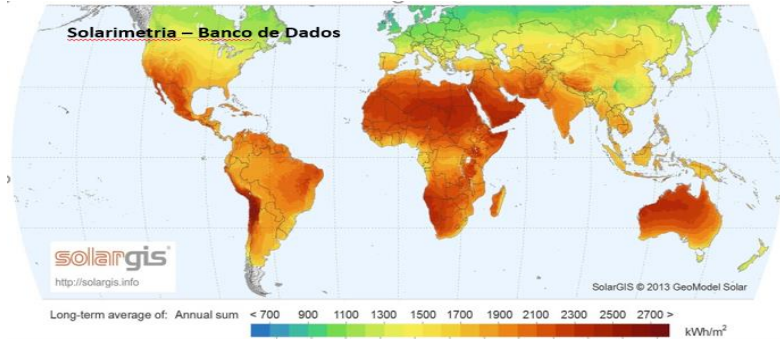 Solarimetria – Banco de Dados
solargis
http://solargis.info
SolarGIS © 2013 GeoModel Solar
Long-term average of: Annual sum < 700 900 1100 1300 1500 1700 1900 2100 2300 2500 2700 >
kWh/m²